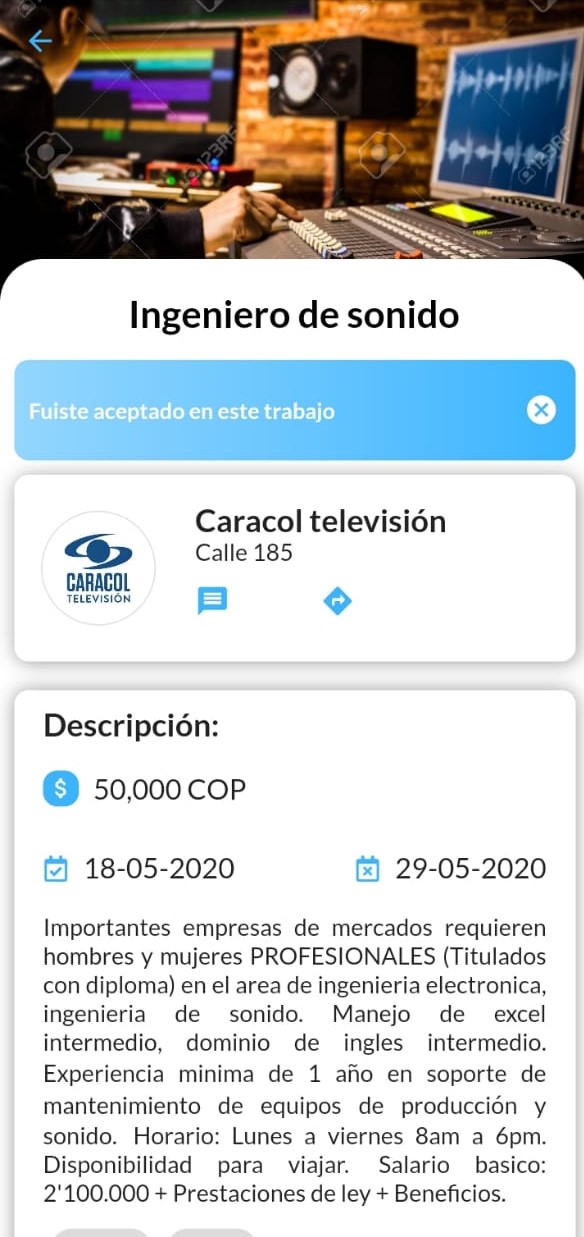 123RF
123RF
Ingeniero de sonido
Fuiste aceptado en este trabajo
Caracol televisión
Calle 185
CARACOL
TELEVISIÓN
Descripción:
$ 50,000 COP
18-05-2020 29-05-2020
Importantes empresas de mercados requieren
hombres y mujeres PROFESIONALES (Titulados
con diploma) en el area de ingenieria electronica,
ingenieria de sonido. Manejo de excel
intermedio, dominio de ingles intermedio.
Experiencia minima de 1 año en soporte de
mantenimiento de equipos de producción y
sonido. Horario: Lunes a viernes 8am a 6pm.
Disponibilidad para viajar. Salario basico:
2'100.000 + Prestaciones de ley + Beneficios.